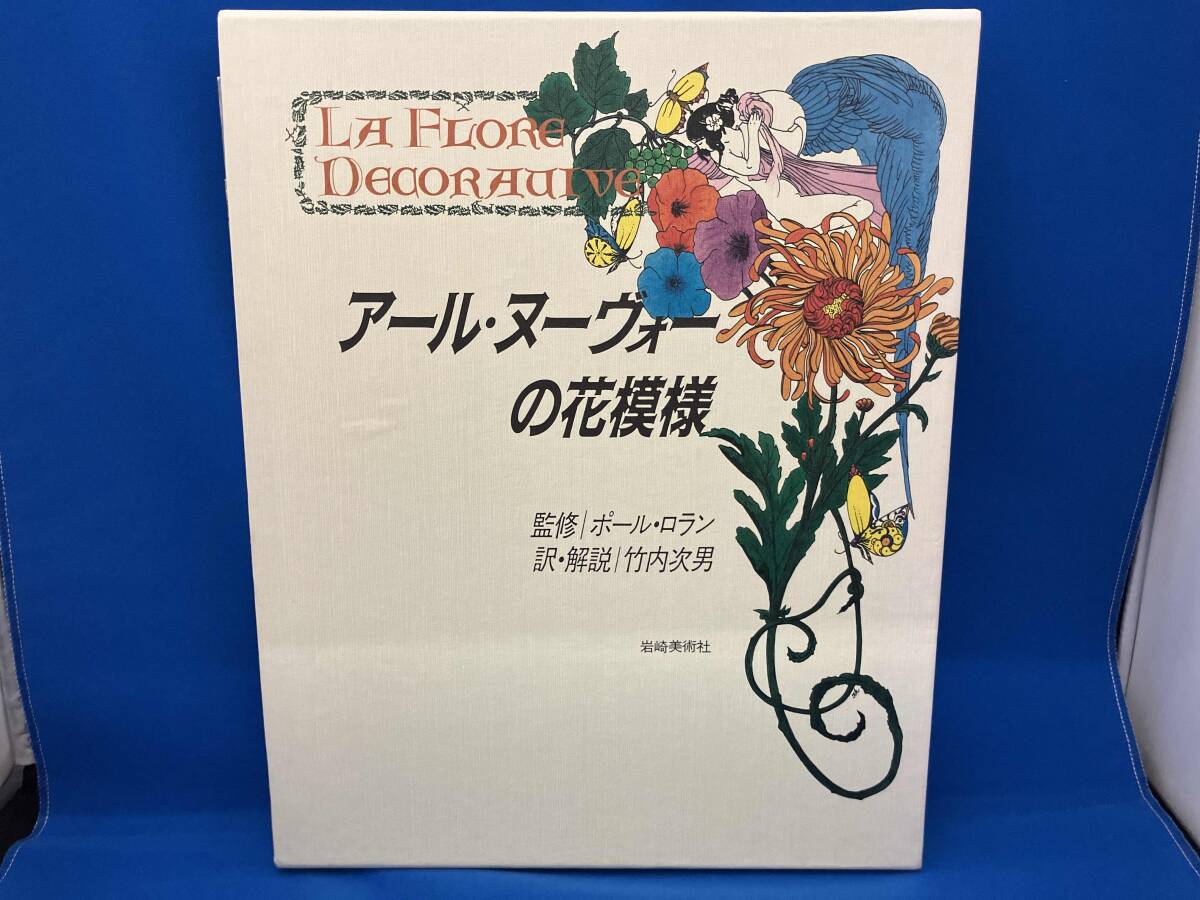 LA FLORE
DECORATIVE
アール・ヌーヴォー
の花模様
監修/ポール・ロラン
訳・解説/竹内次男
岩崎美術社